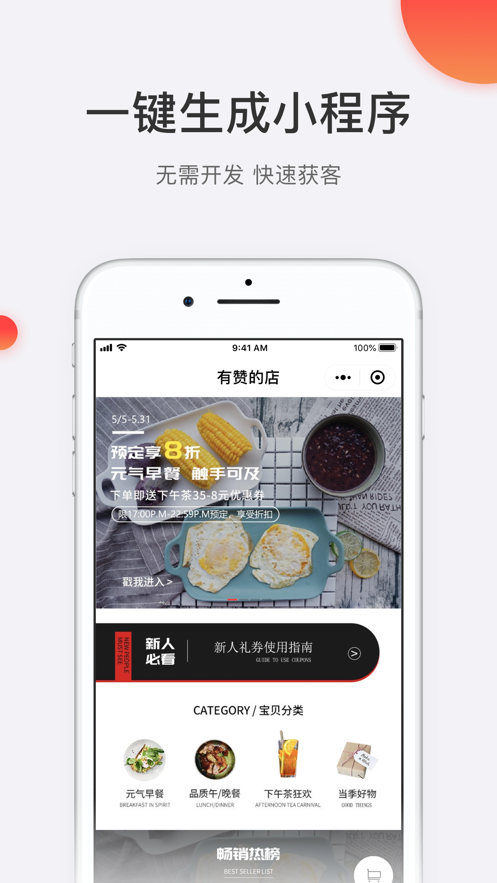 一键生成小程序
无需开发 快速获客
9:41 AM
100%
有赞的店
5/5-5.31
预定享8折
元气早餐 触手可及
下单即送下午茶35-8元优惠券
限17:00P.M-22:59P.M预定，享受折扣
戳我进入 >
NEW PEOPLE
MUST SEE
新人
必看
新人礼券使用指南
GUIDE TO USE COUPONS
CATEGORY / 宝贝分类
元气早餐
BREAKFAST IN SPIRIT
品质午/晚餐
LUNCH/DINNER
下午茶狂欢
AFTERNOON TEA CARNIVAL
当季好物
GOOD THINGS
畅销热榜
BEST SELLER LIST